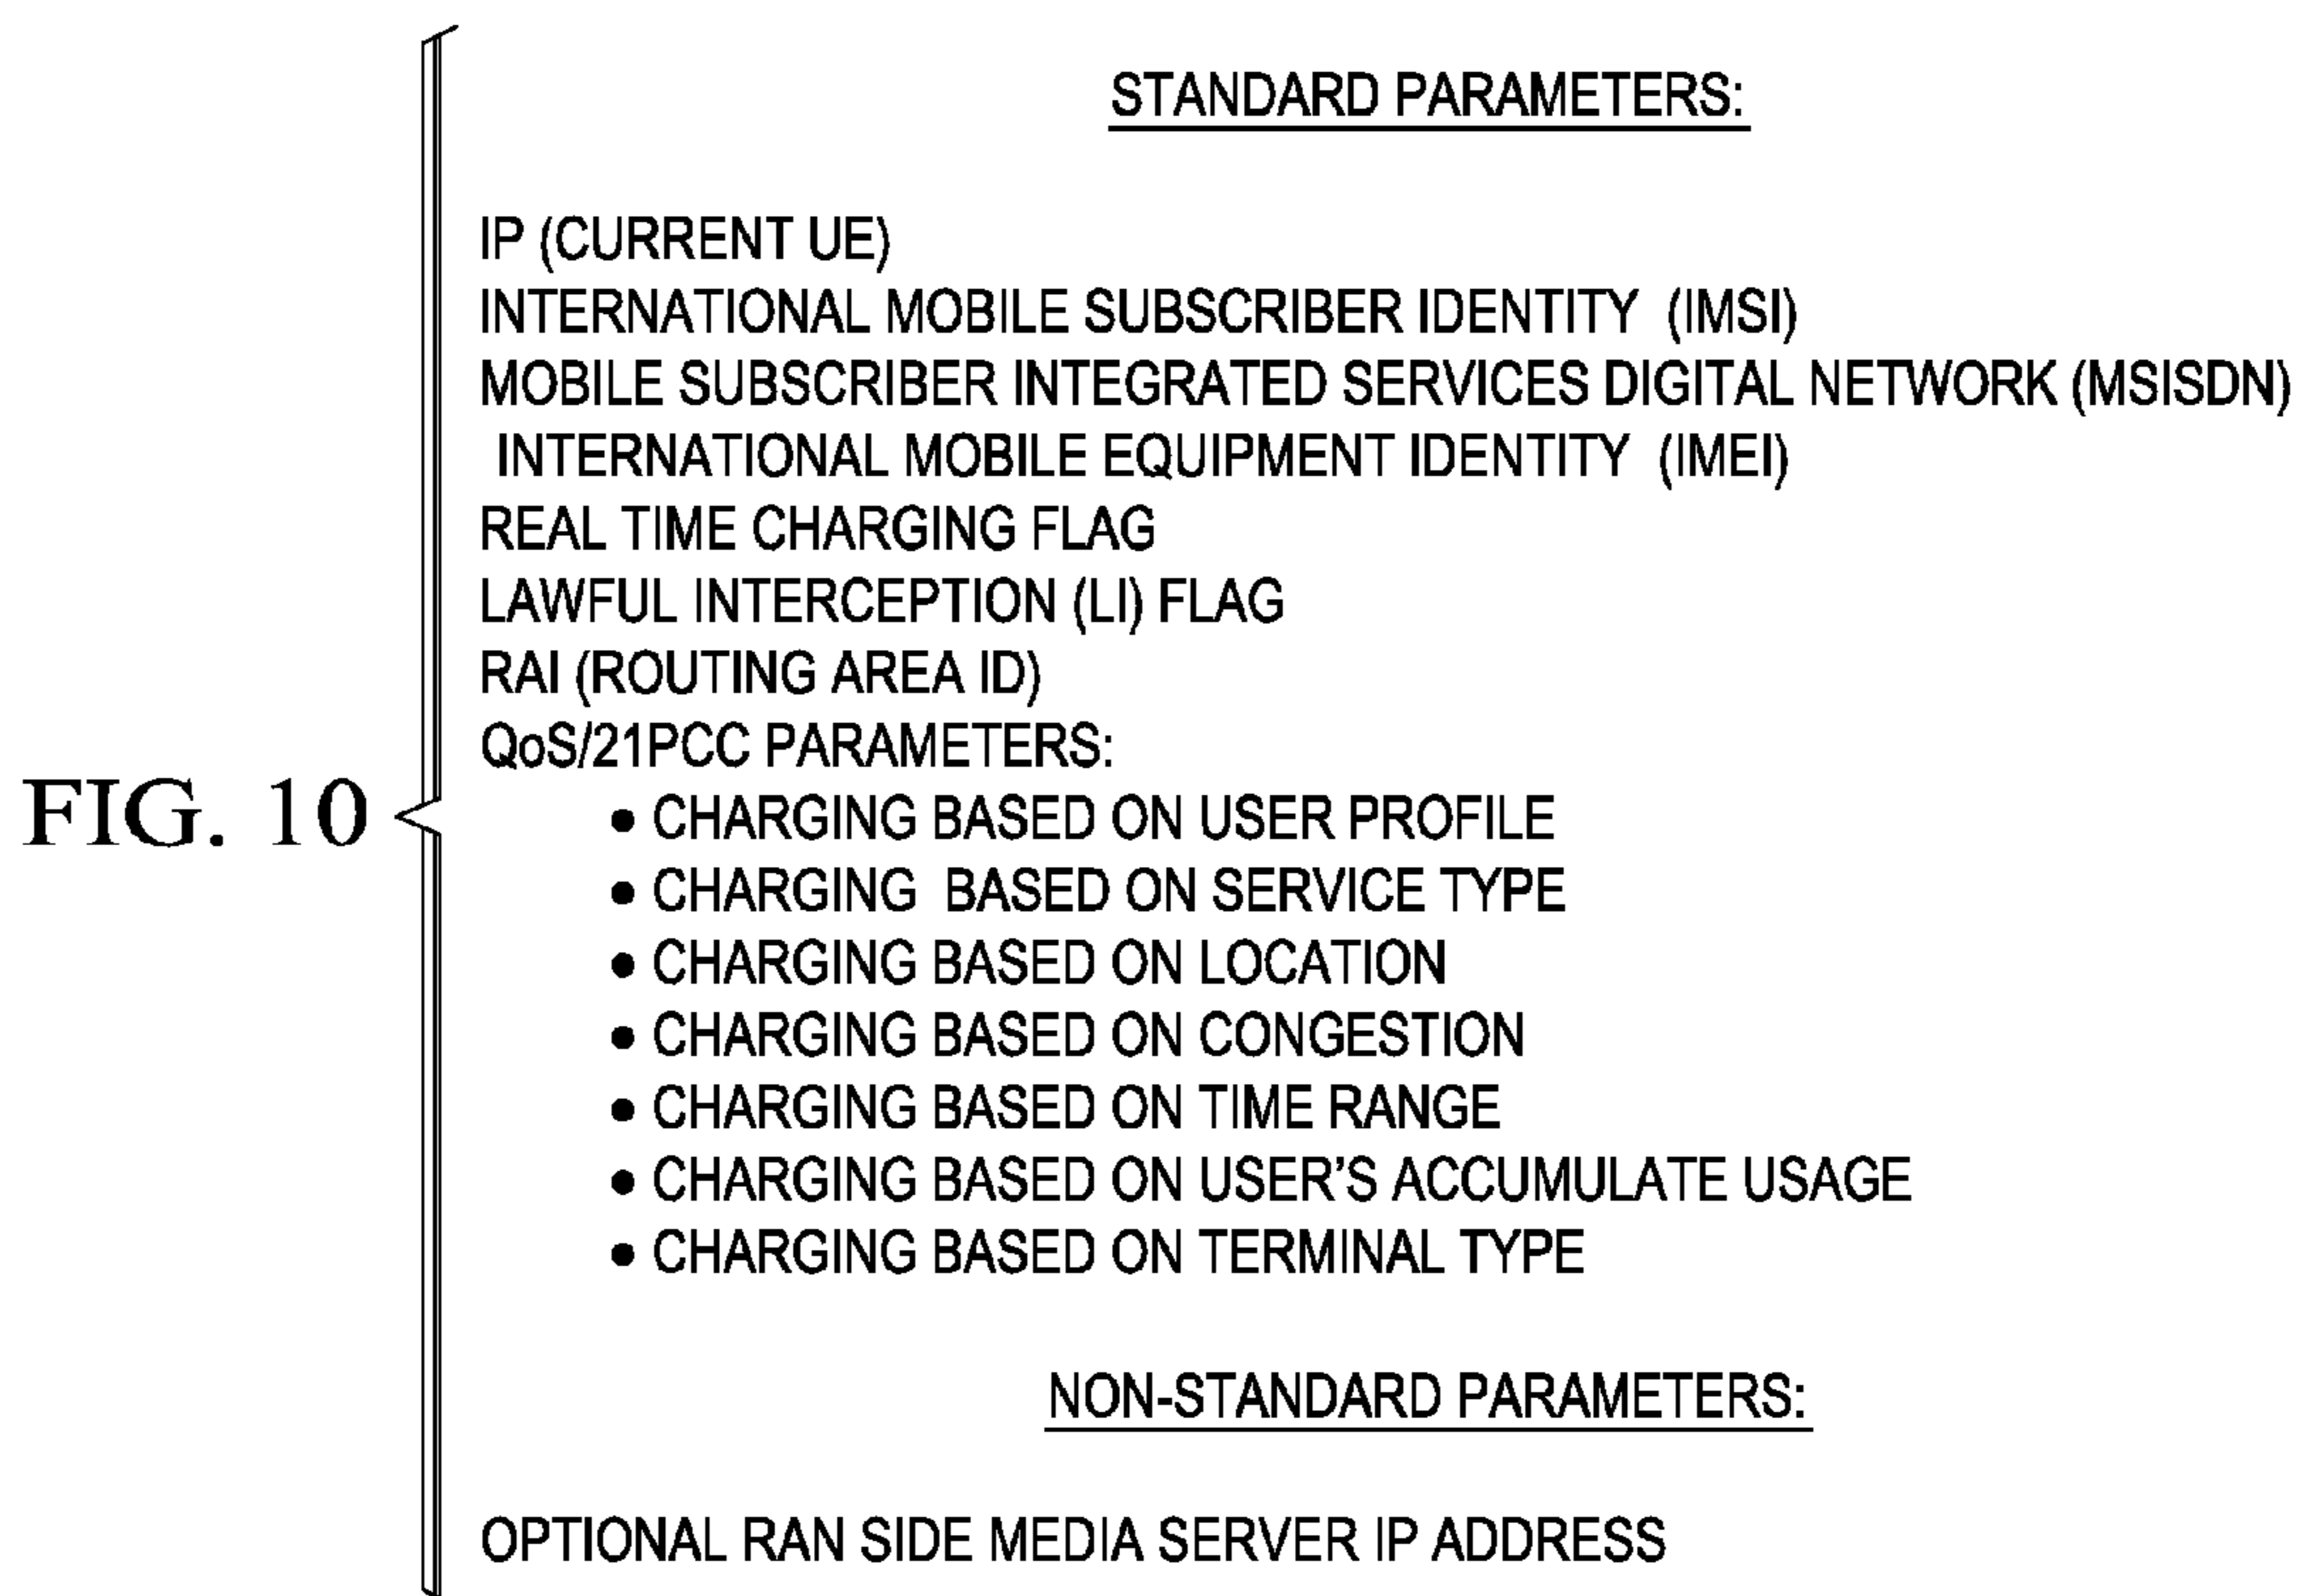 STANDARD PARAMETERS:
IP (CURRENT UE)
INTERNATIONAL MOBILE SUBSCRIBER IDENTITY (IMSI)
MOBILE SUBSCRIBER INTEGRATED SERVICES DIGITAL NETWORK (MSISDN)
INTERNATIONAL MOBILE EQUIPMENT IDENTITY (IMEI)
REAL TIME CHARGING FLAG
LAWFUL INTERCEPTION (LI) FLAG
RAI (ROUTING AREA ID)
QoS/21PCC PARAMETERS:
FIG. 10
• CHARGING BASED ON USER PROFILE
• CHARGING BASED ON SERVICE TYPE
• CHARGING BASED ON LOCATION
• CHARGING BASED ON CONGESTION
• CHARGING BASED ON TIME RANGE
• CHARGING BASED ON USER'S ACCUMULATE USAGE
• CHARGING BASED ON TERMINAL TYPE
NON-STANDARD PARAMETERS:
OPTIONAL RAN SIDE MEDIA SERVER IP ADDRESS